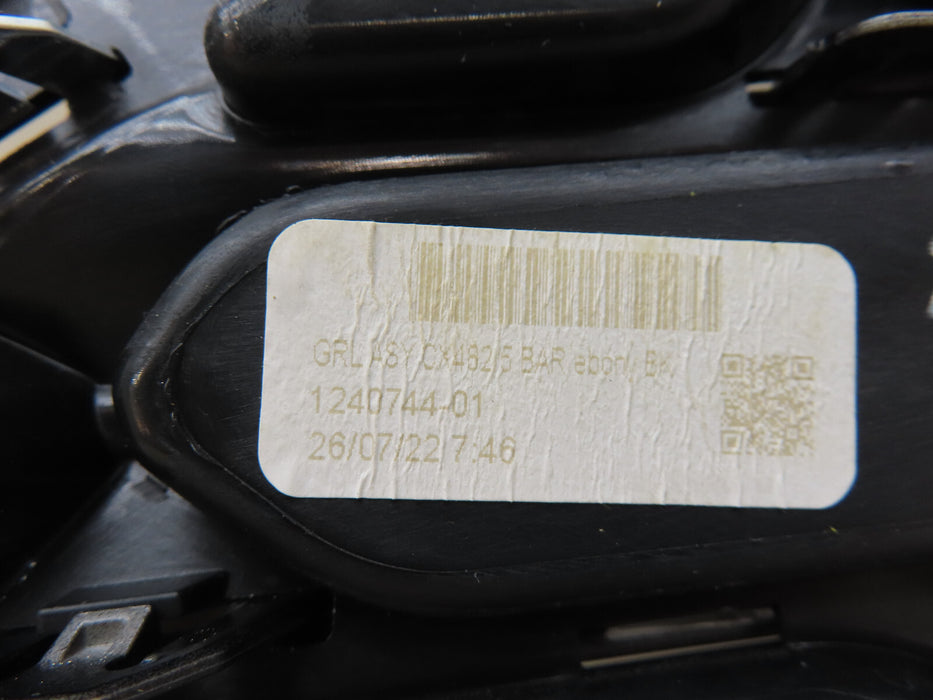 GRL ASY CX482 5 BAR ebony BK
1240744-01
26/07/22 7:46